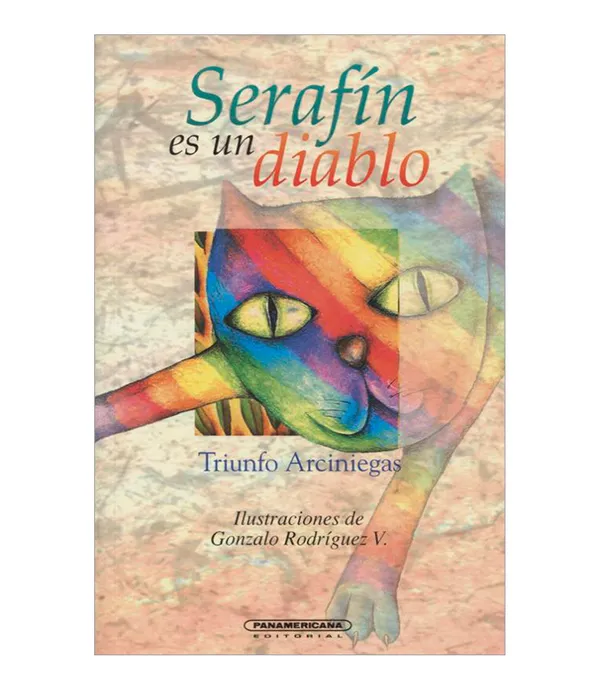 Serafín
es un diablo
Triunfo Arciniegas
Ilustraciones de
Gonzalo Rodríguez V.
PANAMERICANA
EDITORIAL